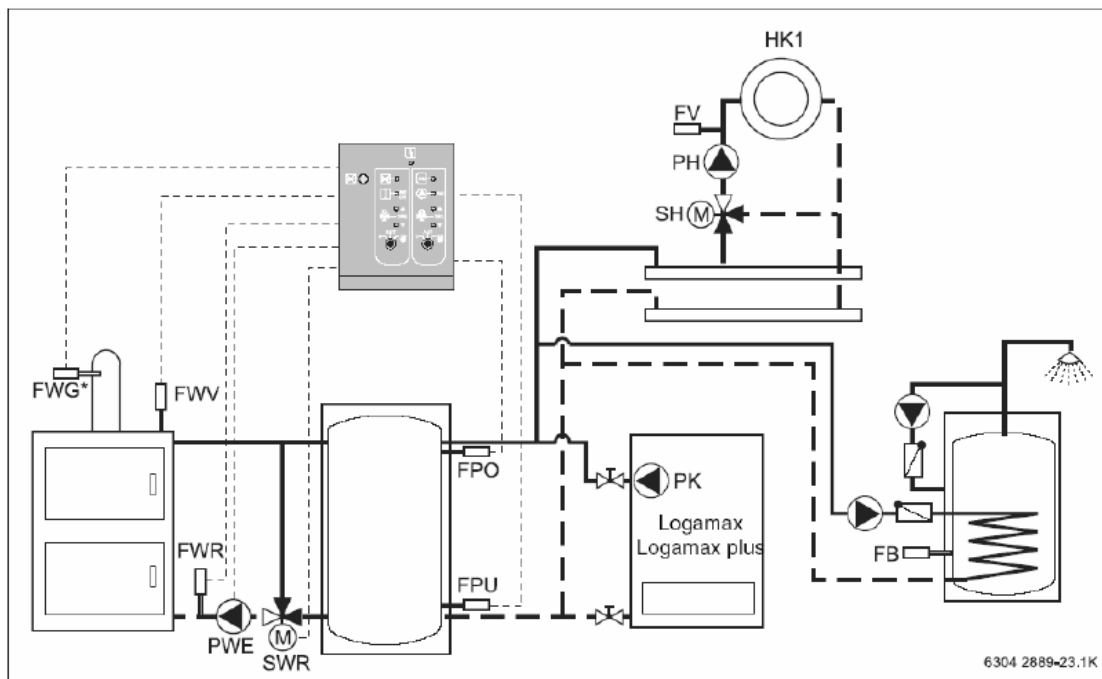 HK1
FV
PH
SH
M
FWG*
FWV
FPO
PK
Logamax
Logamax plus
FWR
FPU
FB
PWE
M
SWR
6304 2889-23.1K